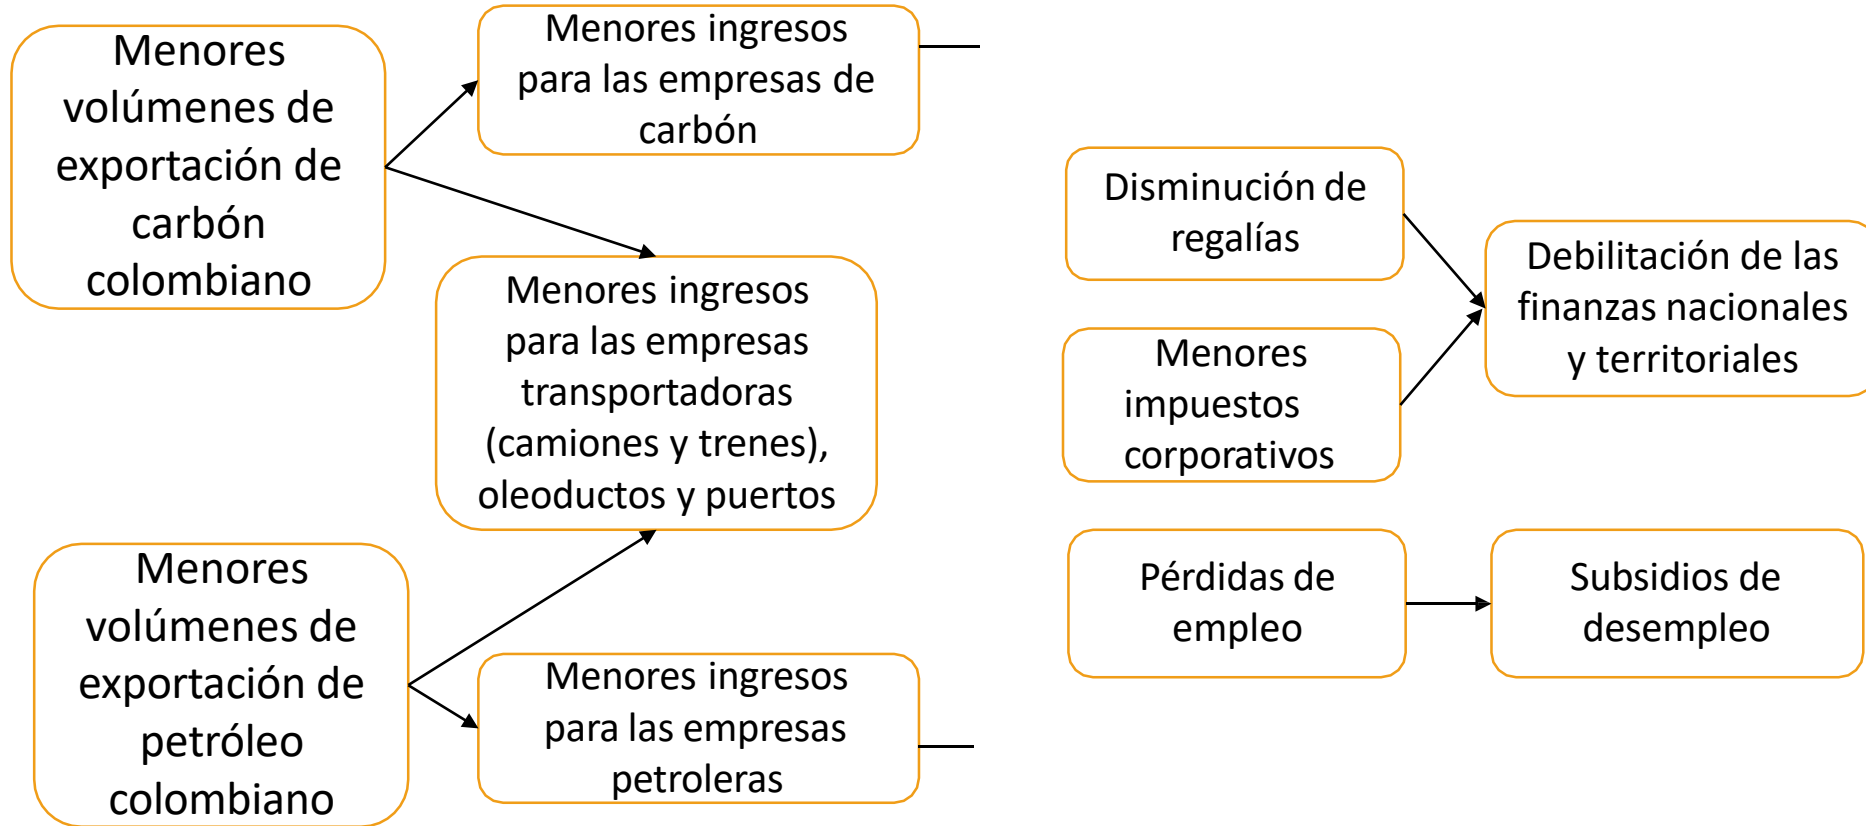 Menores
volúmenes de
exportación de
carbón
colombiano
Menores ingresos
para las empresas de
carbón
Menores ingresos
para las empresas
transportadoras
(camiones y trenes),
oleoductos y puertos
Menores
volúmenes de
exportación de
petróleo
colombiano
Menores ingresos
para las empresas
petroleras
Disminución de
regalías
Menores
impuestos
corporativos
Debilitación de las
finanzas nacionales
y territoriales
Pérdidas de
empleo
Subsidios de
desempleo